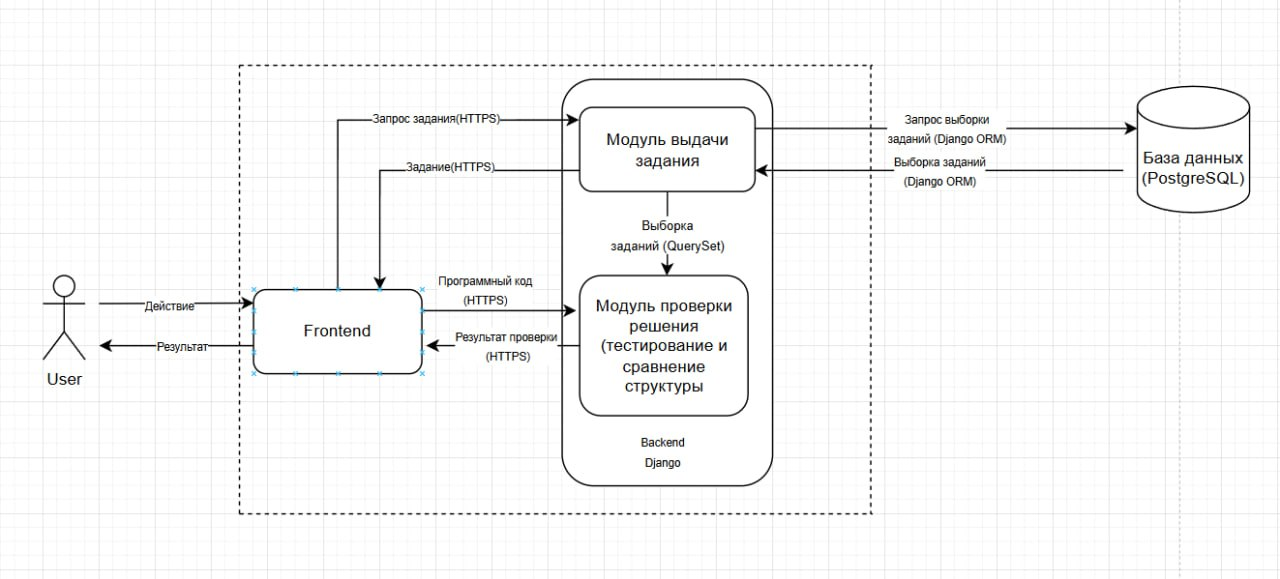 Запрос задания(HTTPS)
Задание(HTTPS)
Модуль выдачи
задания
Запрос выборки
заданий (Django ORM)
Выборка заданий
(Django ORM)
База данных
(PostgreSQL)
Выборка
заданий (QuerySet)
Действие
Результат
User
Frontend
Программный код
(HTTPS)
Результат проверки
(HTTPS)
Модуль проверки
решения
(тестирование и
сравнение
структуры
Backend
Django